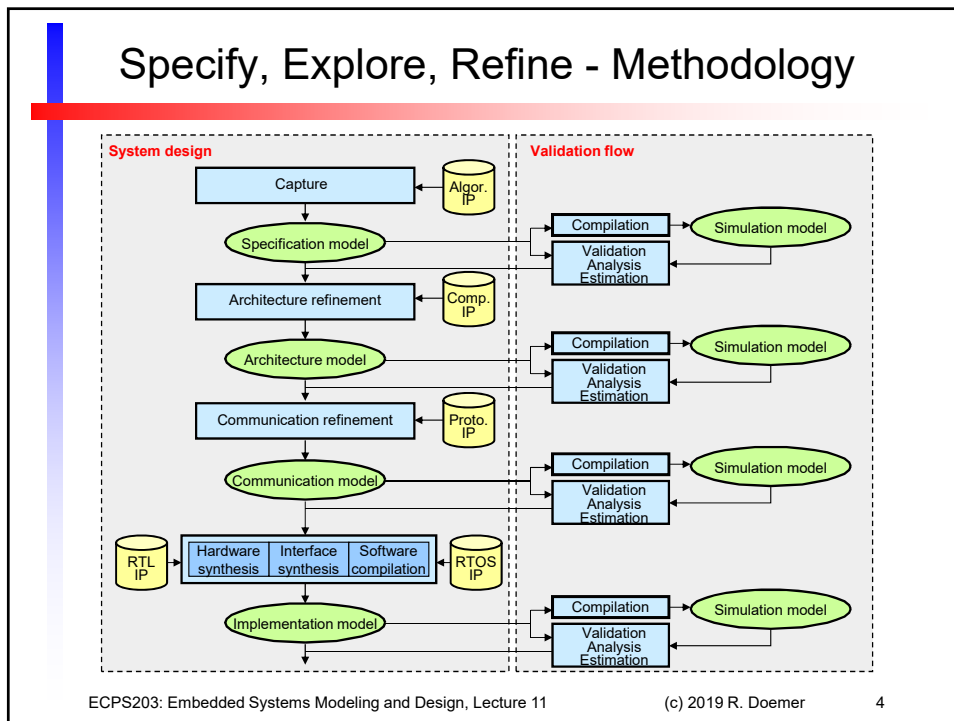 Specify, Explore, Refine - Methodology
System design
Validation flow
Capture
Algor.
IP
Specification model
Compilation
Simulation model
Validation
Analysis
Estimation
Architecture refinement
Comp.
IP
Architecture model
Compilation
Simulation model
Validation
Analysis
Estimation
Communication refinement
Proto.
IP
Communication model
Compilation
Simulation model
Validation
Analysis
Estimation
RTL
IP
Hardware
synthesis
Interface
synthesis
Software
compilation
RTOS
IP
Implementation model
Compilation
Simulation model
Validation
Analysis
Estimation
ECPS203: Embedded Systems Modeling and Design, Lecture 11
(c) 2019 R. Doemer
4